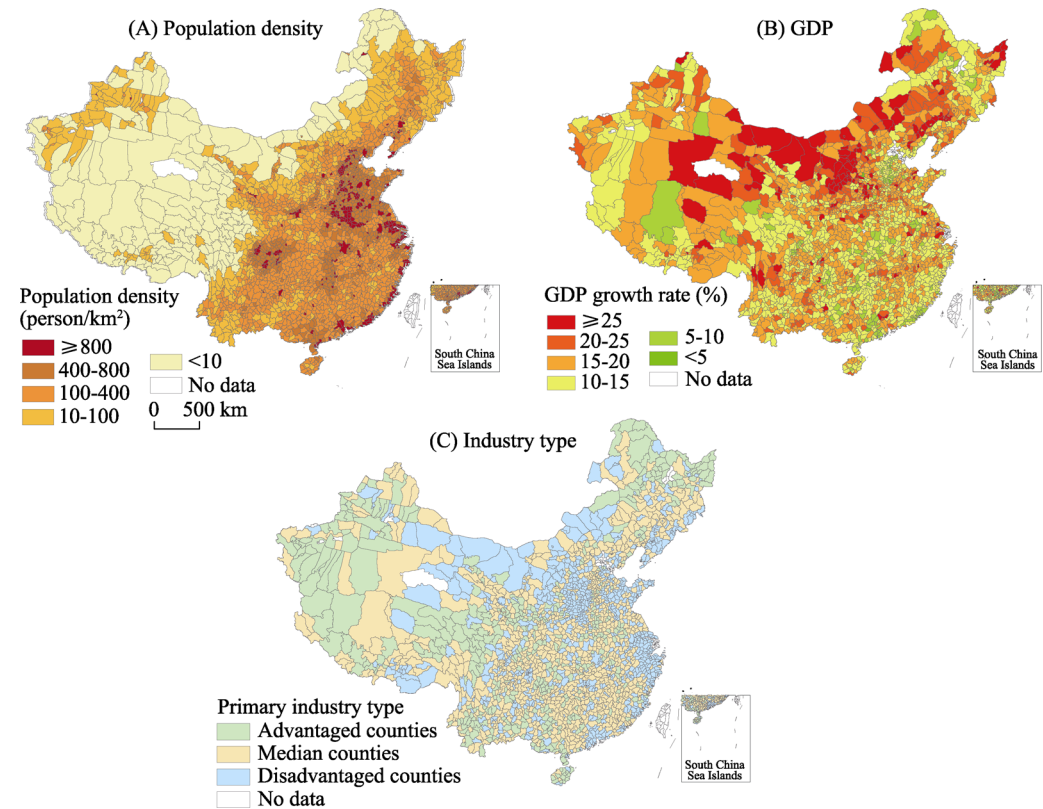 (A) Population density
Population density
(person/km²)
⩾800
400-800
100-400
10-100
<10
No data
0 500 km
South China
Sea Islands
(B) GDP
GDP growth rate (%)
⩾25
20-25
15-20
10-15
5-10
<5
No data
South China
Sea Islands
(C) Industry type
Primary industry type
Advantaged counties
Median counties
Disadvantaged counties
No data
South China
Sea Islands